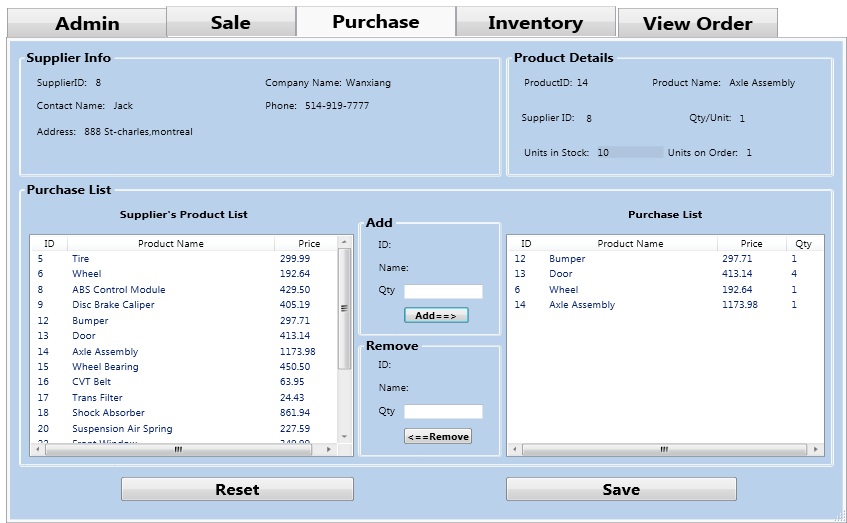 Admin Sale Purchase Inventory View Order
Supplier Info
SupplierID: 8 Company Name: Wanxiang
Contact Name: Jack Phone: 514-919-7777
Address: 888 St-charles,montreal
Product Details
ProductID: 14 Product Name: Axle Assembly
Supplier ID: 8 Qty/Unit: 1
Units in Stock: 10 Units on Order: 1
Purchase List
Supplier's Product List
ID Product Name Price
5 Tire 299.99
6 Wheel 192.64
8 ABS Control Module 429.50
9 Disc Brake Caliper 405.19
12 Bumper 297.71
13 Door 413.14
14 Axle Assembly 1173.98
15 Wheel Bearing 450.50
16 CVT Belt 63.95
17 Trans Filter 24.43
18 Shock Absorber 861.94
20 Suspension Air Spring 227.59
Front Window
Add
ID:
Name:
Qty
Add==>
Remove
ID:
Name:
Qty
<==Remove
Purchase List
ID Product Name Price Qty
12 Bumper 297.71 1
13 Door 413.14 4
6 Wheel 192.64 1
14 Axle Assembly 1173.98 1
Reset Save